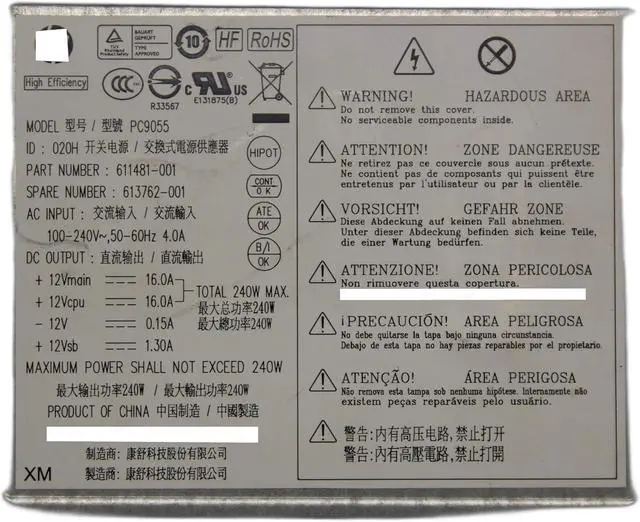 BAUART
GEPRÜFT
TYPE
APPROVED
TÜV
10
HF
RoHS
High Efficiency
CCC
R33567
C UL US
E131875(B)
MODEL 型号 / 型號 PC9055
ID : 020H 开关电源 / 交換式電源供應器
HIPOT
PART NUMBER : 611481-001
SPARE NUMBER : 613762-001
CONT
OK
AC INPUT : 交流输入 / 交流輸入
ATE
OK
100-240V~,50-60Hz 4.0A
DC OUTPUT : 直流输出 / 直流輸出
B/I
OK
+ 12Vmain 16.0A
+ 12Vcpu 16.0A
TOTAL 240W MAX.
最大总功率240W
- 12V 0.15A
最大總功率240W
+ 12Vsb 1.30A
MAXIMUM POWER SHALL NOT EXCEED 240W
最大输出功率240W / 最大輸出功率240W
PRODUCT OF CHINA 中国制造 / 中國製造
制造商: 康舒科技股份有限公司
XM 製造商: 康舒科技股份有限公司
WARNING! HAZARDOUS AREA
Do not remove this cover.
No serviceable components inside.
ATTENTION! ZONE DANGEREUSE
Ne retirez pas ce couvercle sous aucun prétexte.
Ne contient pas de composants qui puissent être
entretenus par l'utilisateur ou par la clientêle.
VORSICHT! GEFAHR ZONE
Diese Abdeckung auf keinen Fall abnehmen.
Unter dieser Abdeckung befinden sich keine Teile,
die einer Wartung bedürfen.
ATTENZIONE! ZONA PERICOLOSA
Non rimuovere questa copertura.
¡PRECAUCIÓN! AREA PELIGROSA
No debe quitarse la tapa bajo ninguna circunstancia.
Debajo de esta tapa no hay piezas reparables por el propietario.
ATENÇÃO! ÁREA PERIGOSA
Não remova esta tampa sob nenhuma hipótese. Internamente não
existem peças reparáveis pelo usuário.
警告:内有高压电路,禁止打开
警告:內有高壓電路,禁止打開